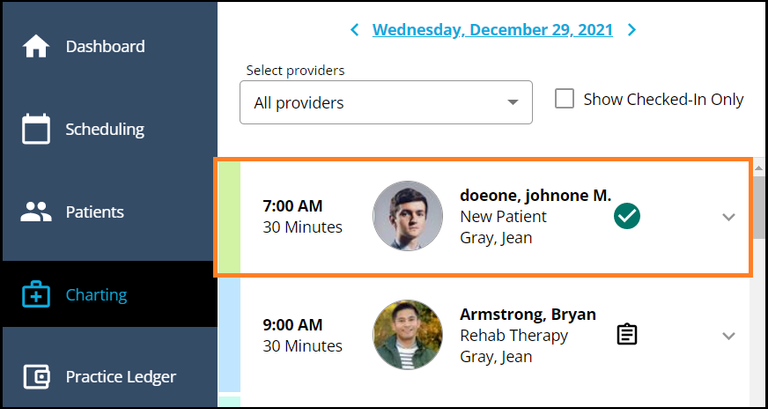 Dashboard
Scheduling
Patients
Charting
Practice Ledger
Wednesday, December 29, 2021
Select providers
All providers
Show Checked-In Only
7:00 AM
30 Minutes
doeone, johnone M.
New Patient
Gray, Jean
9:00 AM
30 Minutes
Armstrong, Bryan
Rehab Therapy
Gray, Jean